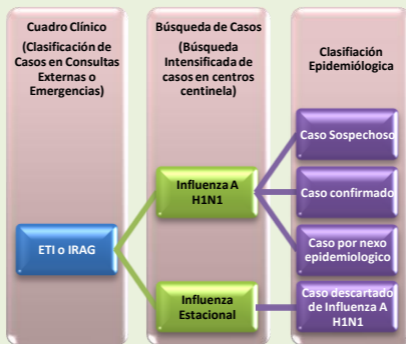 Cuadro Clínico
(Clasificación de
Casos en Consultas
Externas o
Emergencias)
Búsqueda de Casos
(Búsqueda
Intensificada de
casos en centros
centinela)
Clasifiación
Epidemiólogica
ETI o IRAG
Influenza A
H1N1
Influenza
Estacional
Caso Sospechoso
Caso confirmado
Caso por nexo
epidemiologico
Caso descartado
de Influenza A
H1N1